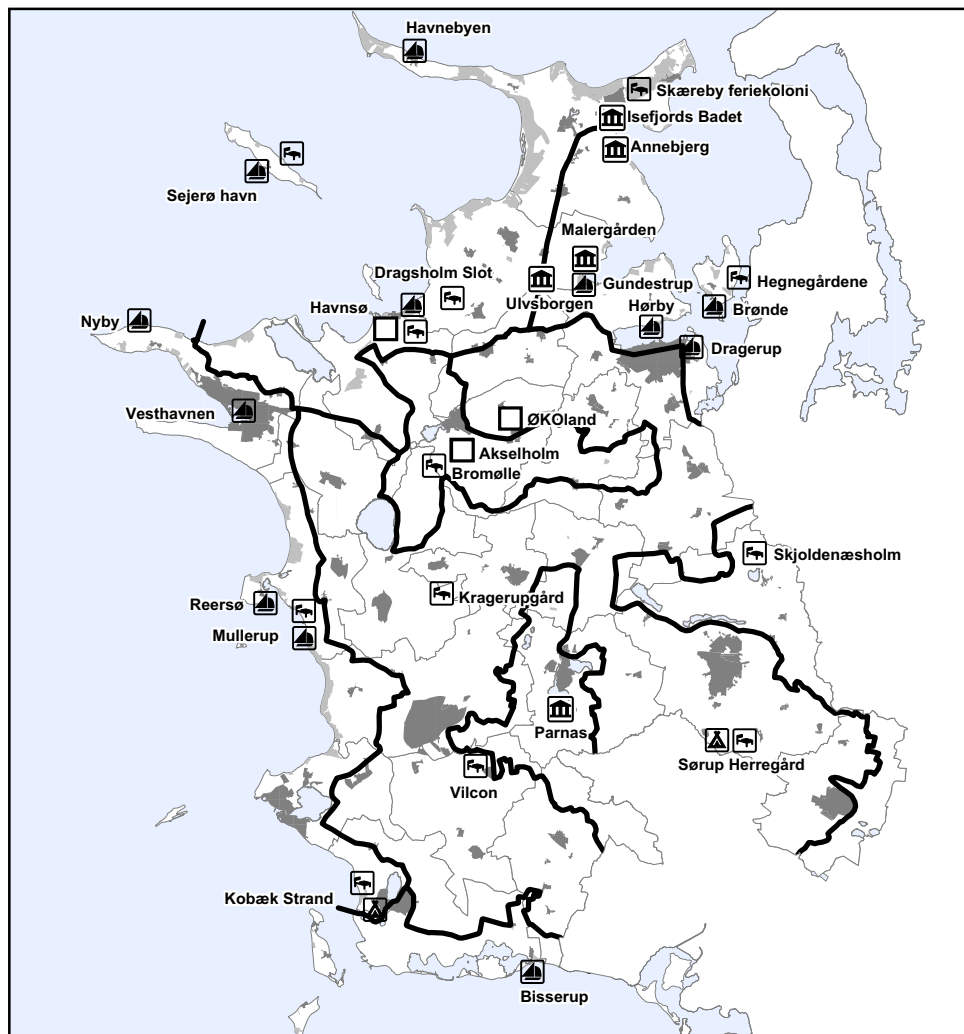 Havnebyen
Skæreby feriekoloni
Isefjords Badet
Annebjerg
Sejerø havn
Malergården
Dragsholm Slot
Gundestrup
Hegnegårdene
Havnsø
Ulvsborgen
Hørby
Brønde
Nyby
Dragerup
Vesthavnen
ØKOland
Akselholm
Bromølle
Skjoldenæsholm
Kragerupgård
Reersø
Mullerup
Parnas
Sørup Herregård
Vilcon
Kobæk Strand
Bisserup